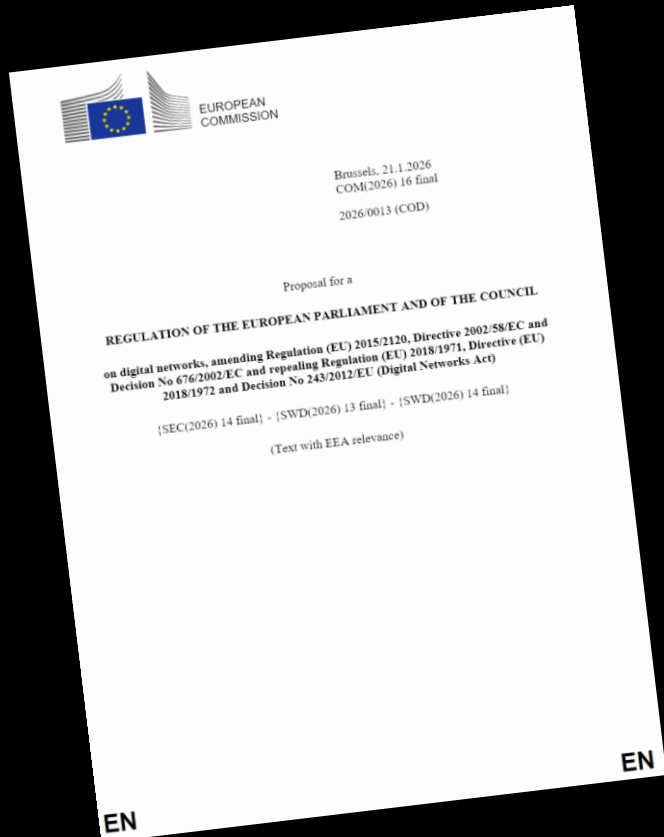 EUROPEAN
COMMISSION
Brussels, 21.1.2026
COM(2026) 16 final
2026/0013 (COD)
Proposal for a
REGULATION OF THE EUROPEAN PARLIAMENT AND OF THE COUNCIL
on digital networks, amending Regulation (EU) 2015/2120, Directive 2002/58/EC and
Decision No 676/2002/EC and repealing Regulation (EU) 2018/1971, Directive (EU)
2018/1972 and Decision No 243/2012/EU (Digital Networks Act)
{SEC(2026) 14 final} - {SWD(2026) 13 final} - {SWD(2026) 14 final}
(Text with EEA relevance)
EN
EN